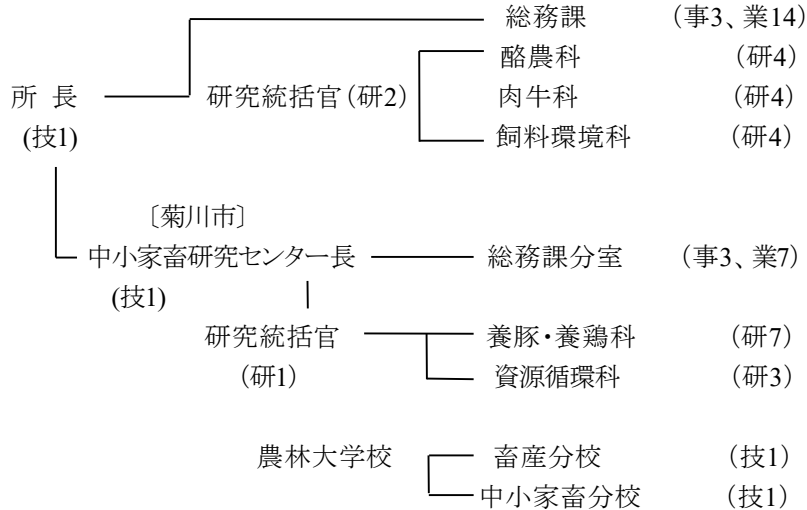 総務課 (事3、業14)
酪農科 (研4)
所 長 研究統括官(研2) 肉牛科 (研4)
(技1) 飼料環境科 (研4)
〔菊川市〕
中小家畜研究センター長 総務課分室 (事3、業7)
(技1)
研究統括官 養豚・養鶏科 (研7)
(研1) 資源循環科 (研3)
農林大学校 畜産分校 (技1)
中小家畜分校 (技1)